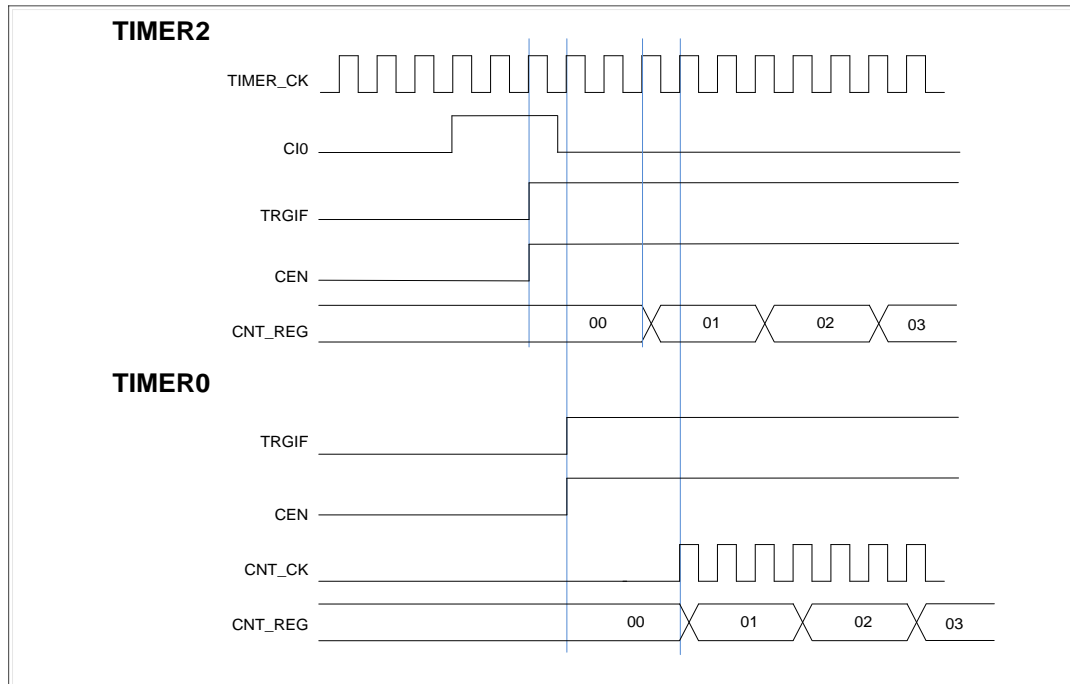 TIMER2
TIMER_CK
CI0
TRGIF
CEN
CNT_REG 00 01 02 03
TIMER0
TRGIF
CEN
CNT_CK
CNT_REG 00 01 02 03